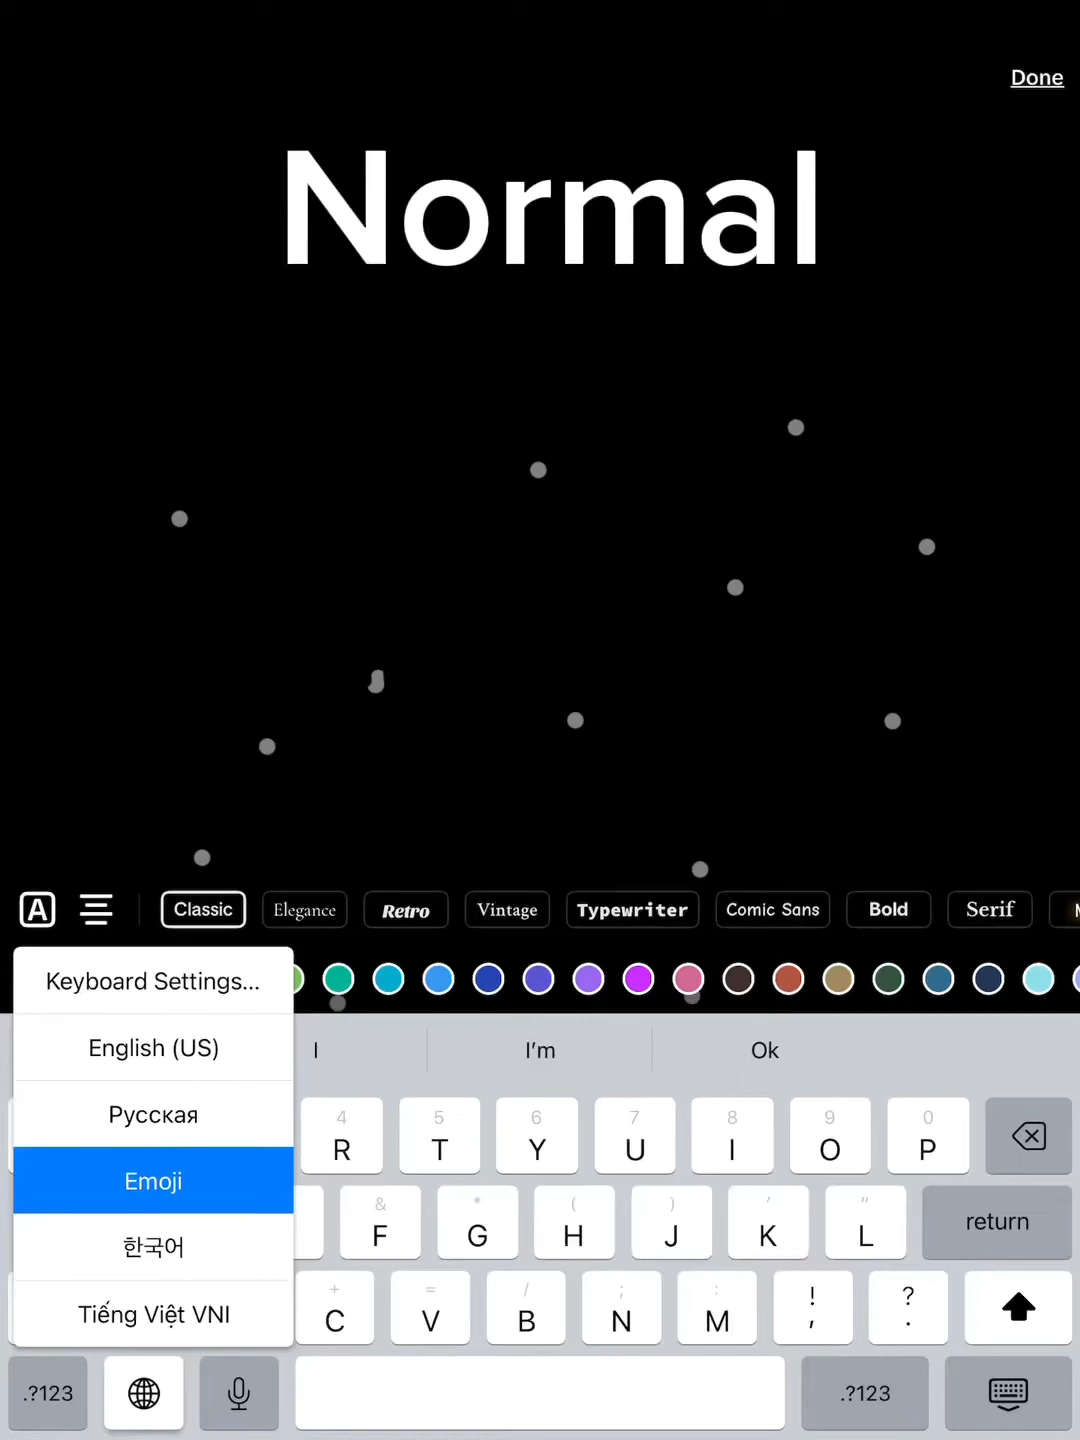 Done
Normal
A
Classic Elegance Retro Vintage Typewriter Comic Sans Bold Serif
Keyboard Settings...
English (US)
Русская
Emoji
한국어
Tiếng Việt VNI
I I'm Ok
4 5 6 7 8 9 0
R T Y U I O P
& * ( ) ' "
F G H J K L return
+ = / ; : ! ?
C V B N M , .
.?123 .?123